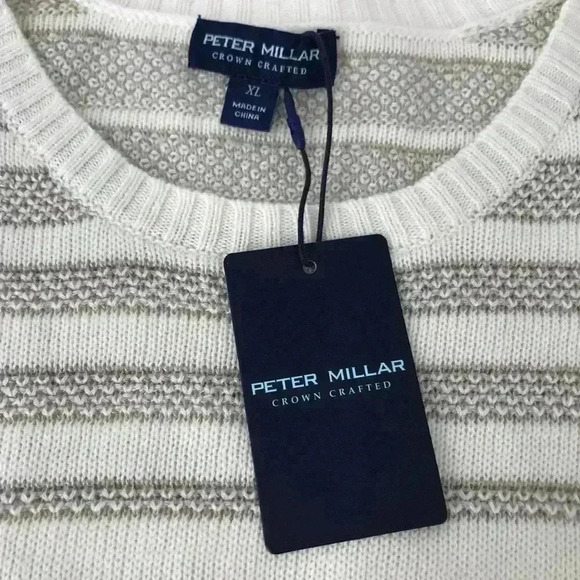 PETER MILLAR
CROWN CRAFTED
XL
MADE IN
CHINA
PETER MILLAR
CROWN CRAFTED